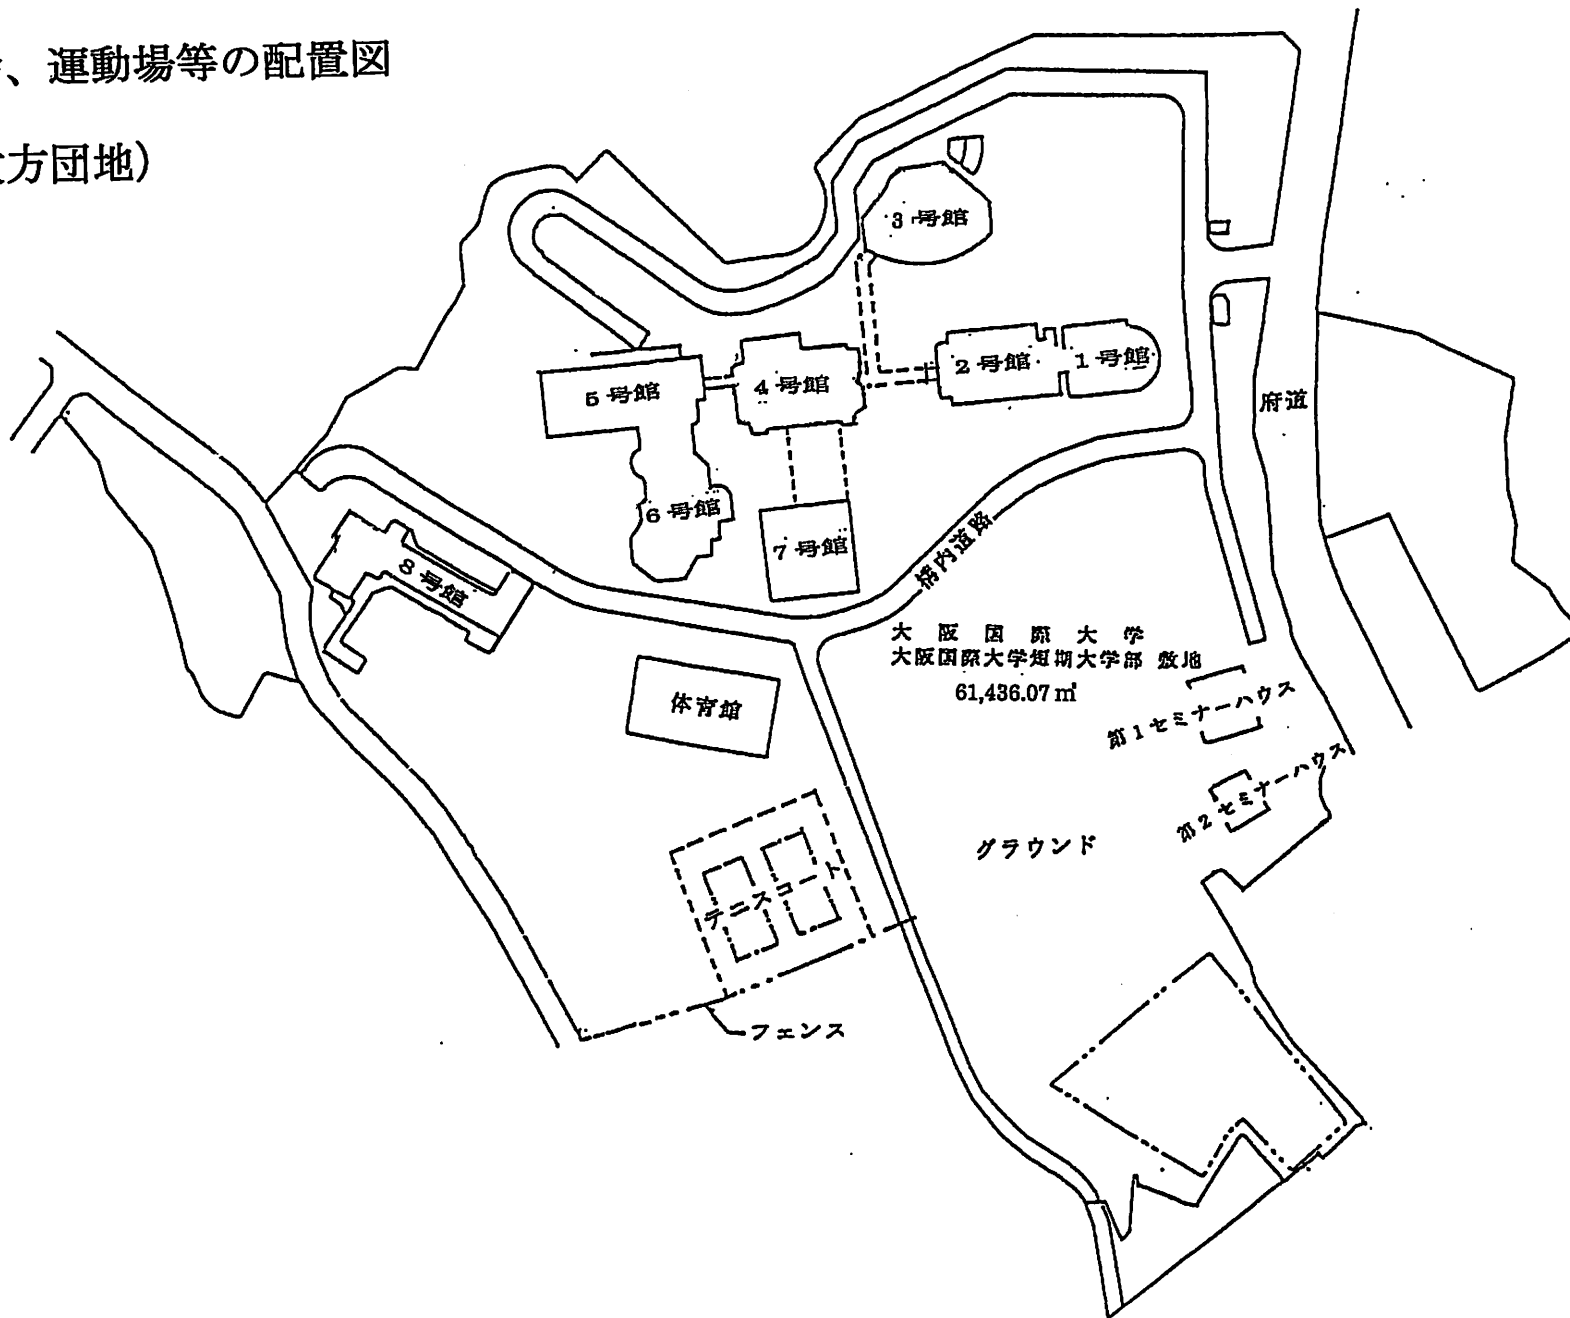 、運動場等の配置図
方団地)
3号館
2号館
1号館
4号館
5号館
府道
6号館
7号館
8号館
構内道路
大阪国際大学
大阪国際大学短期大学部 敷地
61,436.07㎡
体育館
第1セミナーハウス
第2セミナーハウス
グラウンド
テニスコート
フェンス